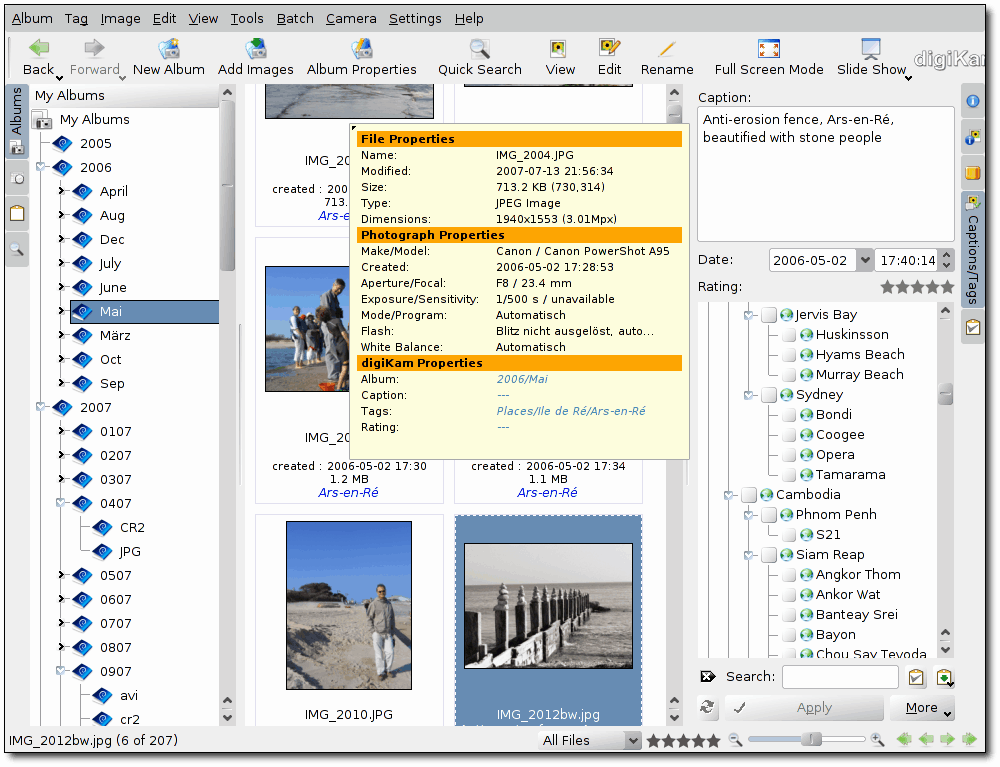 Album Tag Image Edit View Tools Batch Camera Settings Help
Back Forward New Album Add Images Album Properties Quick Search View Edit Rename Full Screen Mode Slide Show
Albums
My Albums
My Albums
2005
2006
April
Aug
Dec
July
June
Mai
März
Oct
Sep
2007
0107
0207
0307
0407
CR2
JPG
0507
0607
0707
0807
0907
avi
cr2
File Properties
Name: IMG_2004.JPG
Modified: 2007-07-13 21:56:34
Size: 713.2 KB (730,314)
Type: JPEG Image
Dimensions: 1940x1553 (3.01Mpx)
Photograph Properties
Make/Model: Canon / Canon PowerShot A95
Created: 2006-05-02 17:28:53
Aperture/Focal: F8 / 23.4 mm
Exposure/Sensitivity: 1/500 s / unavailable
Mode/Program: Automatisch
Flash: Blitz nicht ausgelöst, auto...
White Balance: Automatisch
digiKam Properties
Album: 2006/Mai
Caption: ---
Tags: Places/Ile de Ré/Ars-en-Ré
Rating: ---
created : 2006-05-02 17:30
1.2 MB
Ars-en-Ré
created : 2006-05-02 17:34
1.1 MB
Ars-en-Ré
IMG_2010.JPG
IMG_2012bw.jpg
Caption:
Anti-erosion fence, Ars-en-Ré,
beautified with stone people
Date: 2006-05-02 17:40:14
Rating:
Captions/Tags
Jervis Bay
Huskinsson
Hyams Beach
Murray Beach
Sydney
Bondi
Coogee
Opera
Tamarama
Cambodia
Phnom Penh
S21
Siam Reap
Angkor Thom
Ankor Wat
Banteay Srei
Bayon
Chou Say Tevoda
Search:
Apply More
IMG_2012bw.jpg (6 of 207) All Files